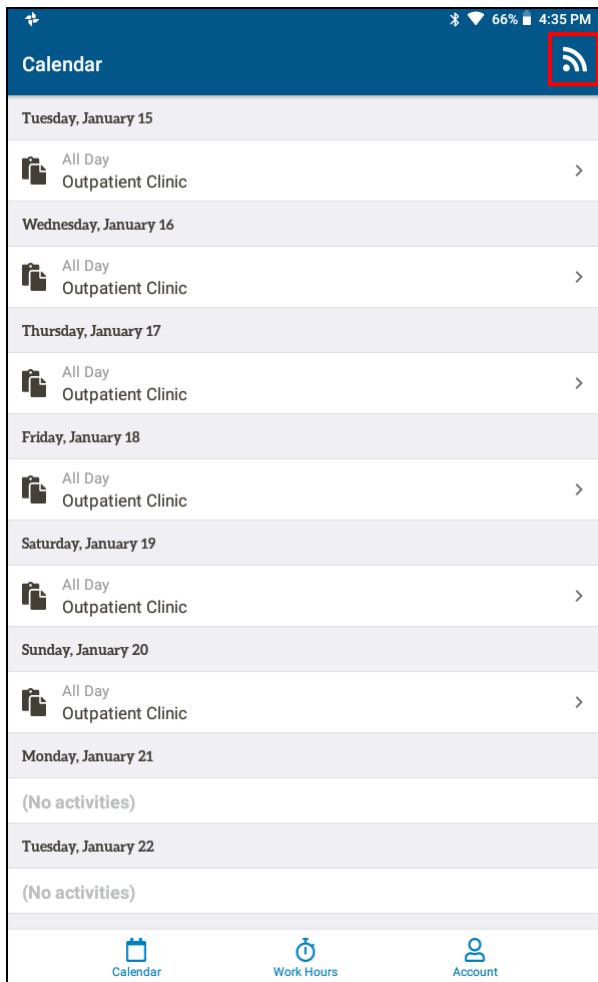 66% 4:35 PM
Calendar
Tuesday, January 15
All Day
Outpatient Clinic
Wednesday, January 16
All Day
Outpatient Clinic
Thursday, January 17
All Day
Outpatient Clinic
Friday, January 18
All Day
Outpatient Clinic
Saturday, January 19
All Day
Outpatient Clinic
Sunday, January 20
All Day
Outpatient Clinic
Monday, January 21
(No activities)
Tuesday, January 22
(No activities)
Calendar Work Hours Account